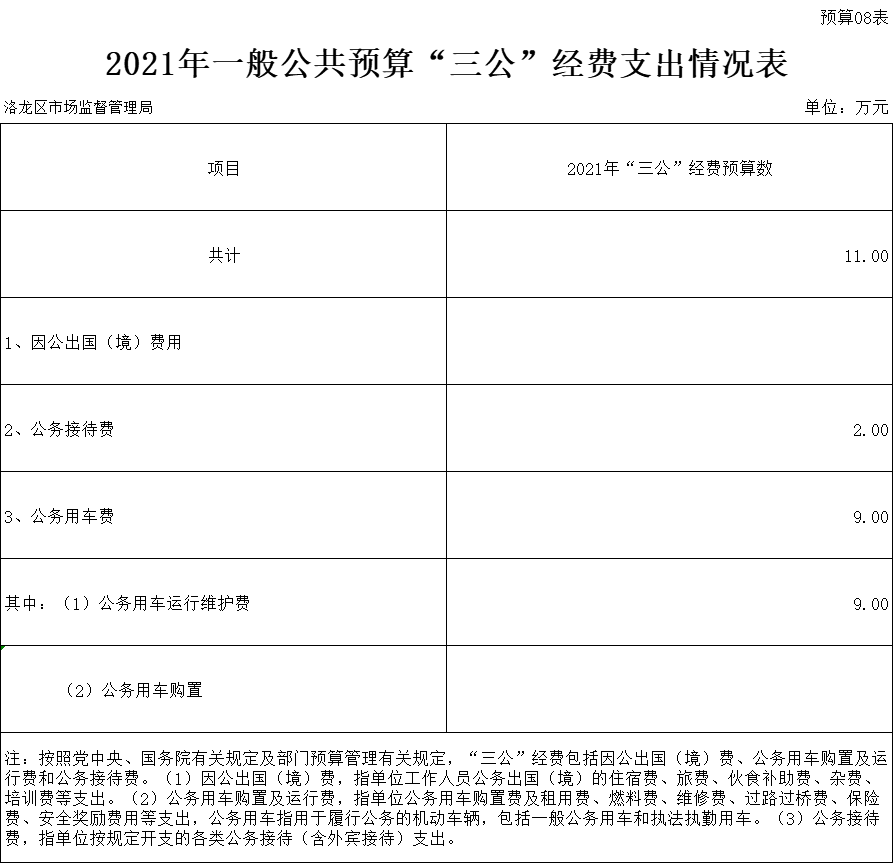 预算08表
2021年一般公共预算“三公”经费支出情况表
洛龙区市场监督管理局 单位：万元
项目 2021年“三公”经费预算数
共计 11.00
1、因公出国（境）费用
2、公务接待费 2.00
3、公务用车费 9.00
其中：（1）公务用车运行维护费 9.00
（2）公务用车购置
注：按照党中央、国务院有关规定及部门预算管理有关规定，“三公”经费包括因公出国（境）费、公务用车购置及运
行费和公务接待费。（1）因公出国（境）费，指单位工作人员公务出国（境）的住宿费、旅费、伙食补助费、杂费、
培训费等支出。（2）公务用车购置及运行费，指单位公务用车购置费及租用费、燃料费、维修费、过路过桥费、保险
费、安全奖励费用等支出，公务用车指用于履行公务的机动车辆，包括一般公务用车和执法执勤用车。（3）公务接待
费，指单位按规定开支的各类公务接待（含外宾接待）支出。